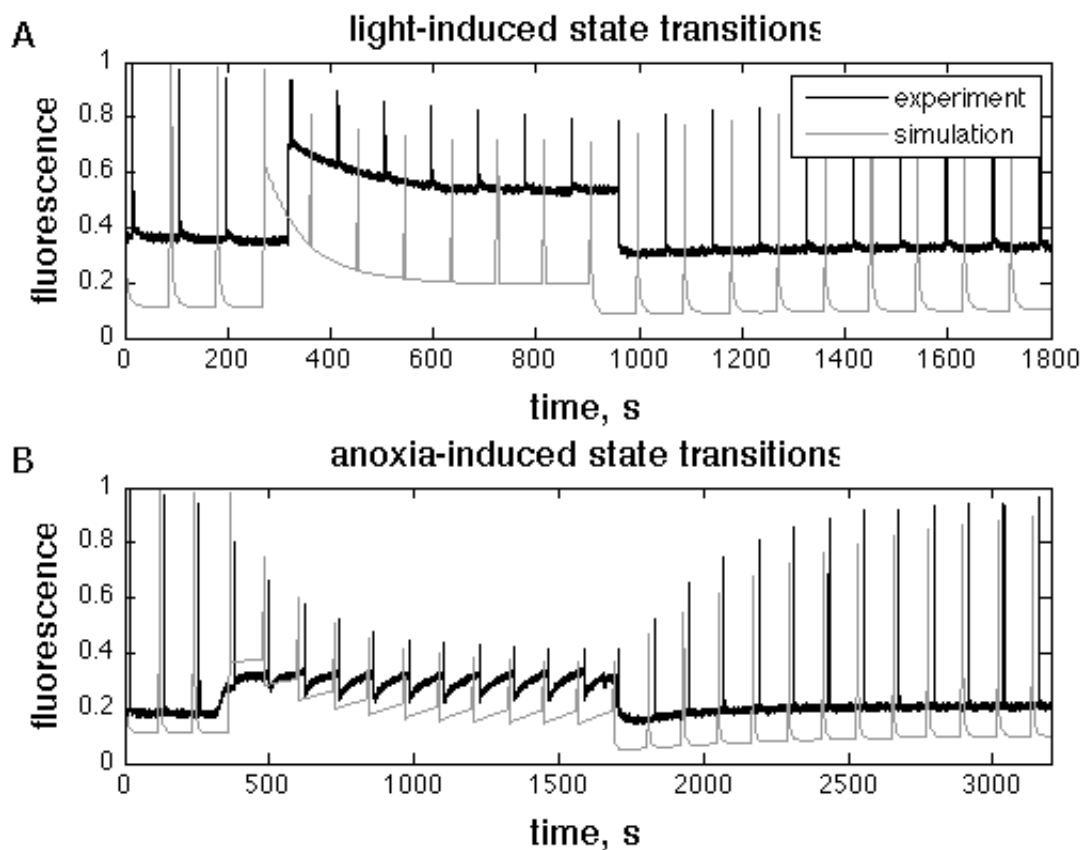 A
light-induced state transitions
fluorescence
1
0.8
0.6
0.4
0.2
0
experiment
simulation
0 200 400 600 800 1000 1200 1400 1600 1800
time, s
B
anoxia-induced state transitions
fluorescence
1
0.8
0.6
0.4
0.2
0
0 500 1000 1500 2000 2500 3000
time, s